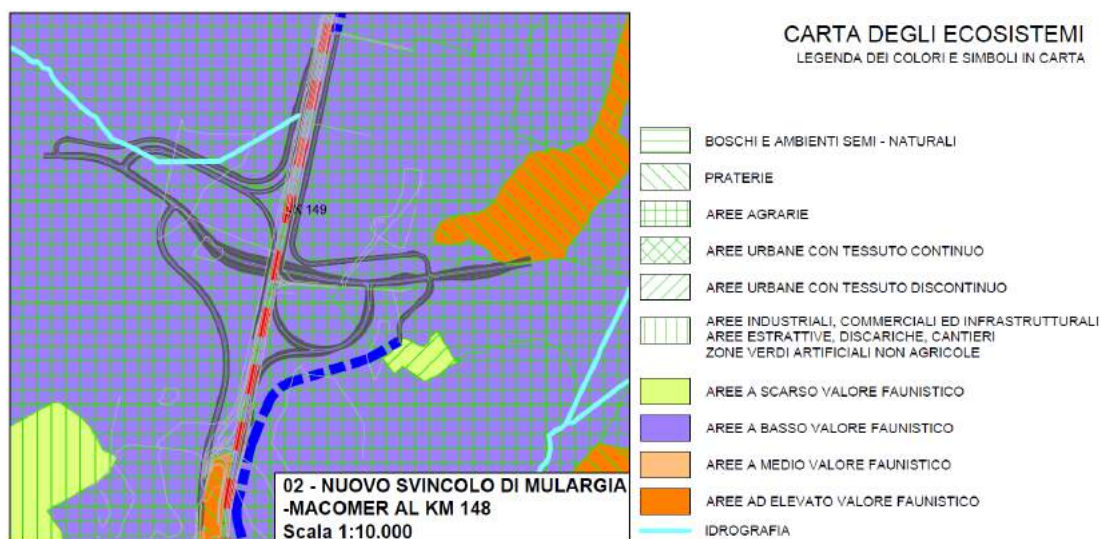 CARTA DEGLI ECOSISTEMI
LEGENDA DEI COLORI E SIMBOLI IN CARTA
BOSCHI E AMBIENTI SEMI - NATURALI
PRATERIE
AREE AGRARIE
AREE URBANE CON TESSUTO CONTINUO
AREE URBANE CON TESSUTO DISCONTINUO
AREE INDUSTRIALI, COMMERCIALI ED INFRASTRUTTURALI
AREE ESTRATTIVE, DISCARICHE, CANTIERI
ZONE VERDI ARTIFICIALI NON AGRICOLE
AREE A SCARSO VALORE FAUNISTICO
AREE A BASSO VALORE FAUNISTICO
AREE A MEDIO VALORE FAUNISTICO
AREE AD ELEVATO VALORE FAUNISTICO
IDROGRAFIA
149
02 - NUOVO SVINCOLO DI MULARGIA
-MACOMER AL KM 148
Scala 1:10.000